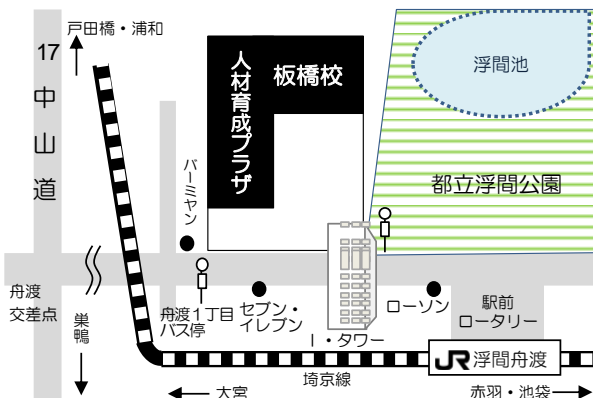 戸田橋・浦和
17
中山道
人材育成プラザ
板橋校
浮間池
都立浮間公園
バーミヤン
舟渡
交差点
巣鴨
舟渡１丁目
バス停
セブン・
イレブン
I・タワー
ローソン
駅前
ロータリー
JR 浮間舟渡
埼京線
大宮
赤羽・池袋